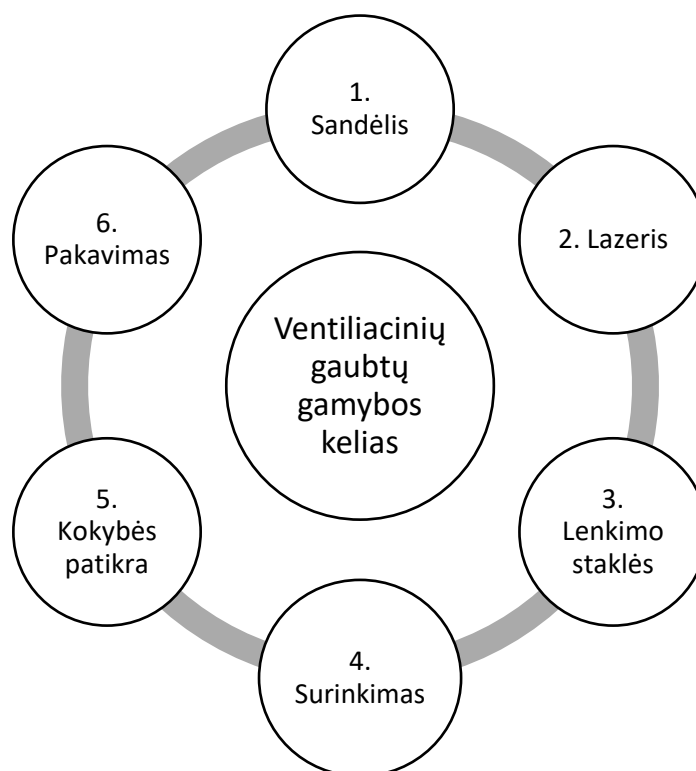 1.
Sandėlis
2. Lazeris
3.
Lenkimo
staklės
4.
Surinkimas
5.
Kokybės
patikra
6.
Pakavimas
Ventiliacinių
gaubtų
gamybos
kelias